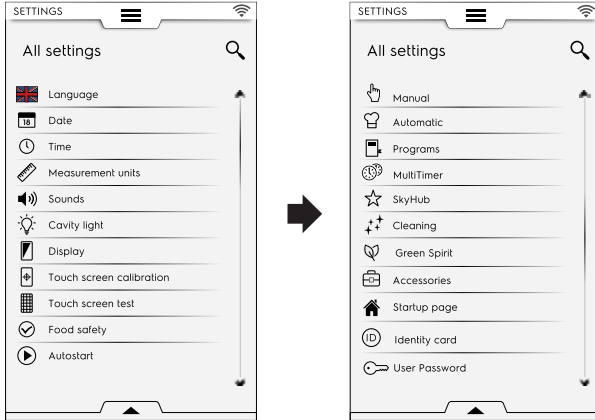 SETTINGS
All settings
Language
18
Date
Time
Measurement units
Sounds
Cavity light
Display
Touch screen calibration
Touch screen test
Food safety
Autostart
SETTINGS
All settings
Manual
Automatic
Programs
MultiTimer
SkyHub
Cleaning
Green Spirit
Accessories
Startup page
ID
Identity card
User Password